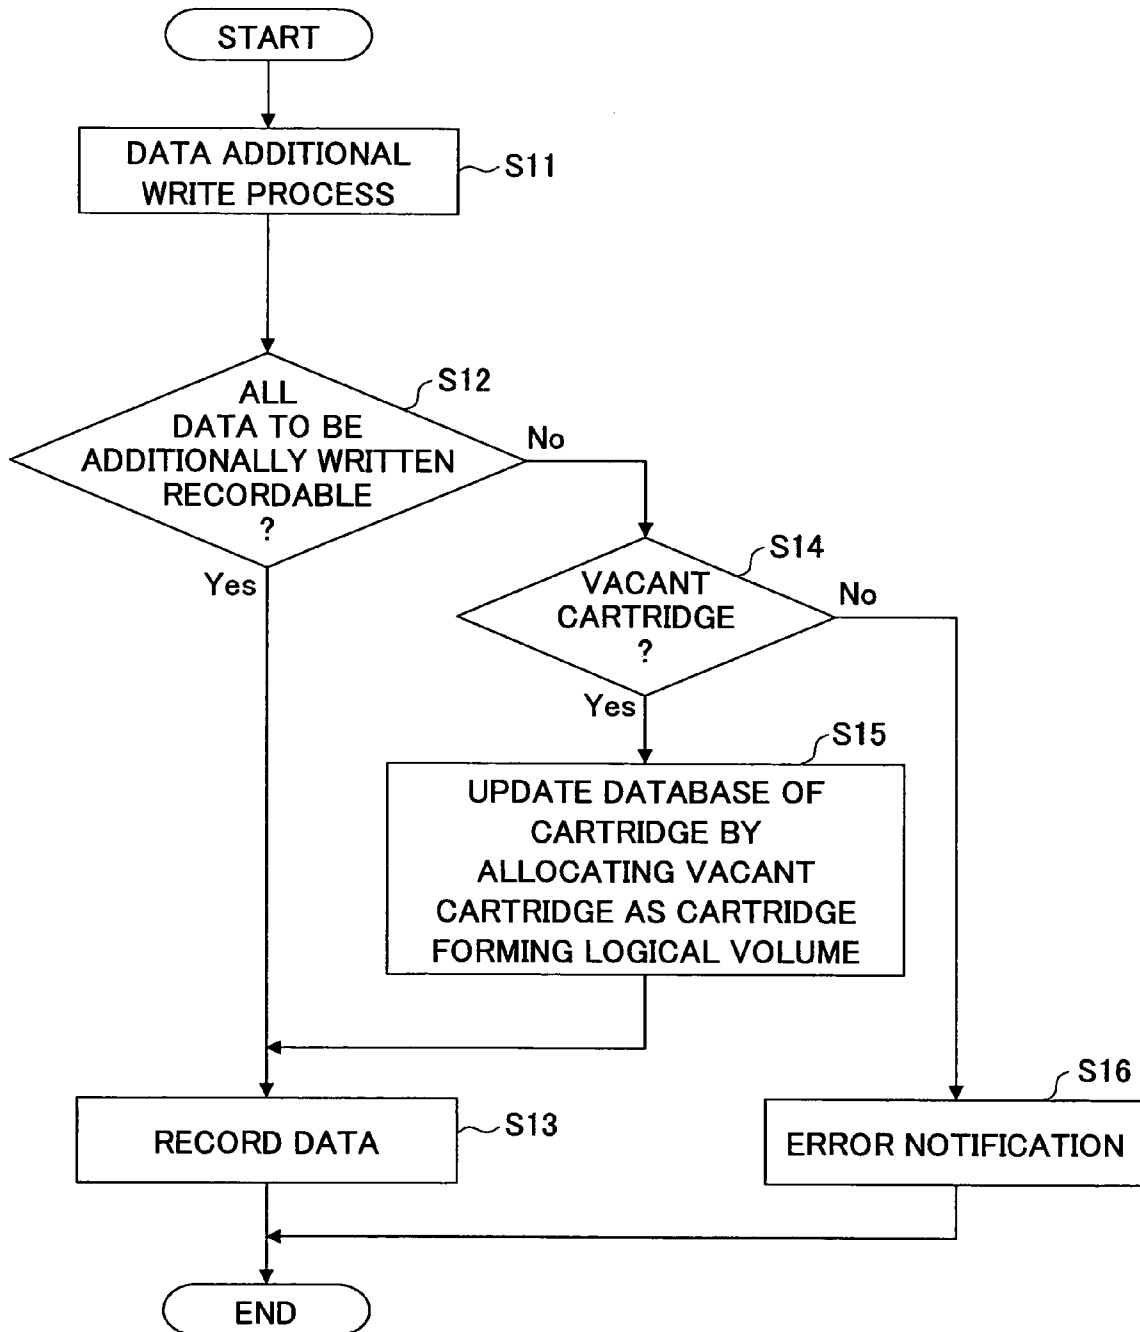 START
DATA ADDITIONAL
WRITE PROCESS
S11
ALL
DATA TO BE
ADDITIONALLY WRITTEN
RECORDABLE
?
S12
No
Yes
VACANT
CARTRIDGE
?
S14
No
Yes
S15
UPDATE DATABASE OF
CARTRIDGE BY
ALLOCATING VACANT
CARTRIDGE AS CARTRIDGE
FORMING LOGICAL VOLUME
RECORD DATA
S13
S16
ERROR NOTIFICATION
END